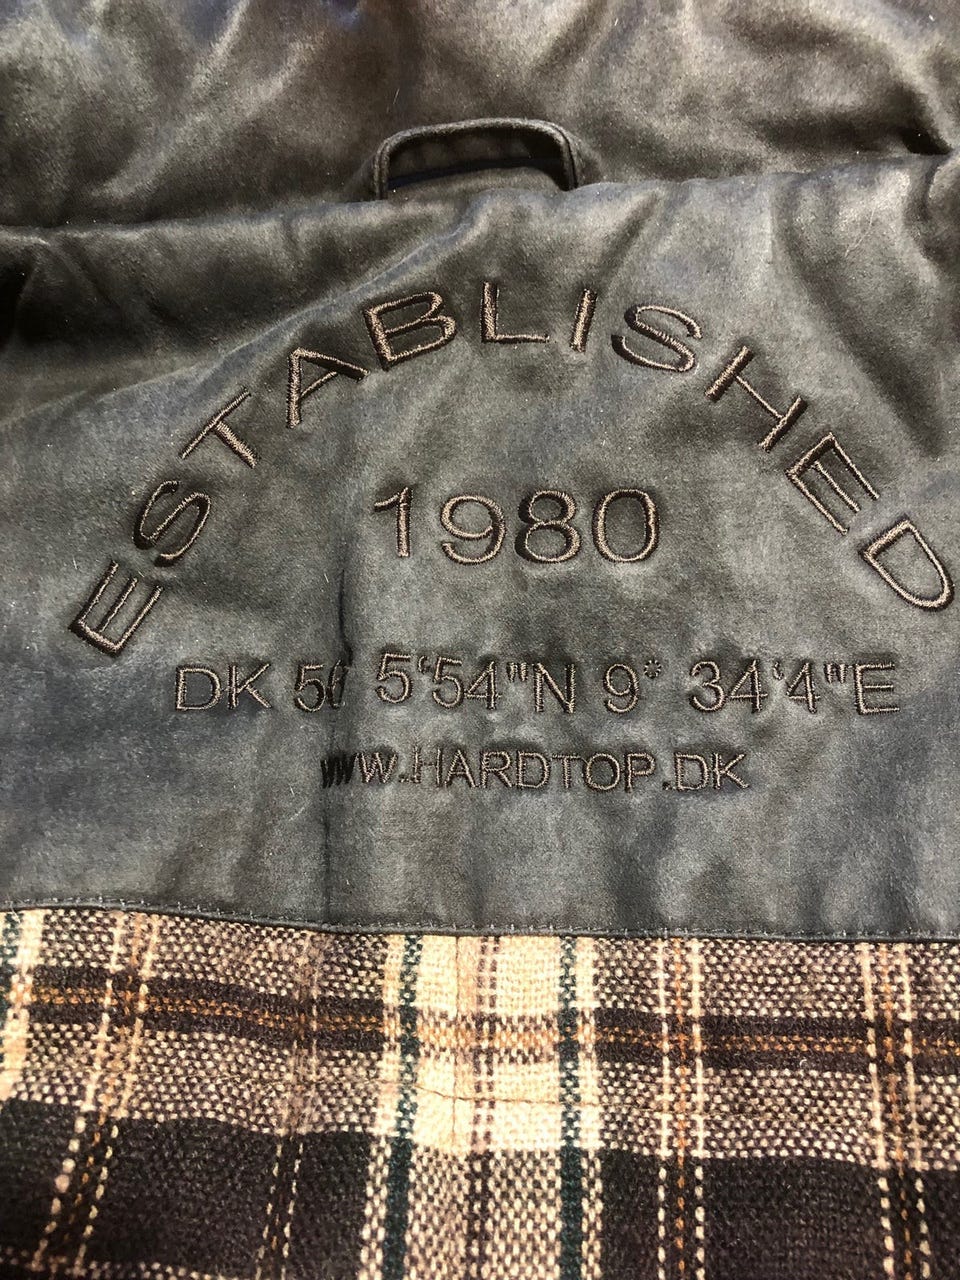 ESTABLISHED
1980
DK 5‘54"N 9° 34‘4"E
WWW.HARDTOP.DK